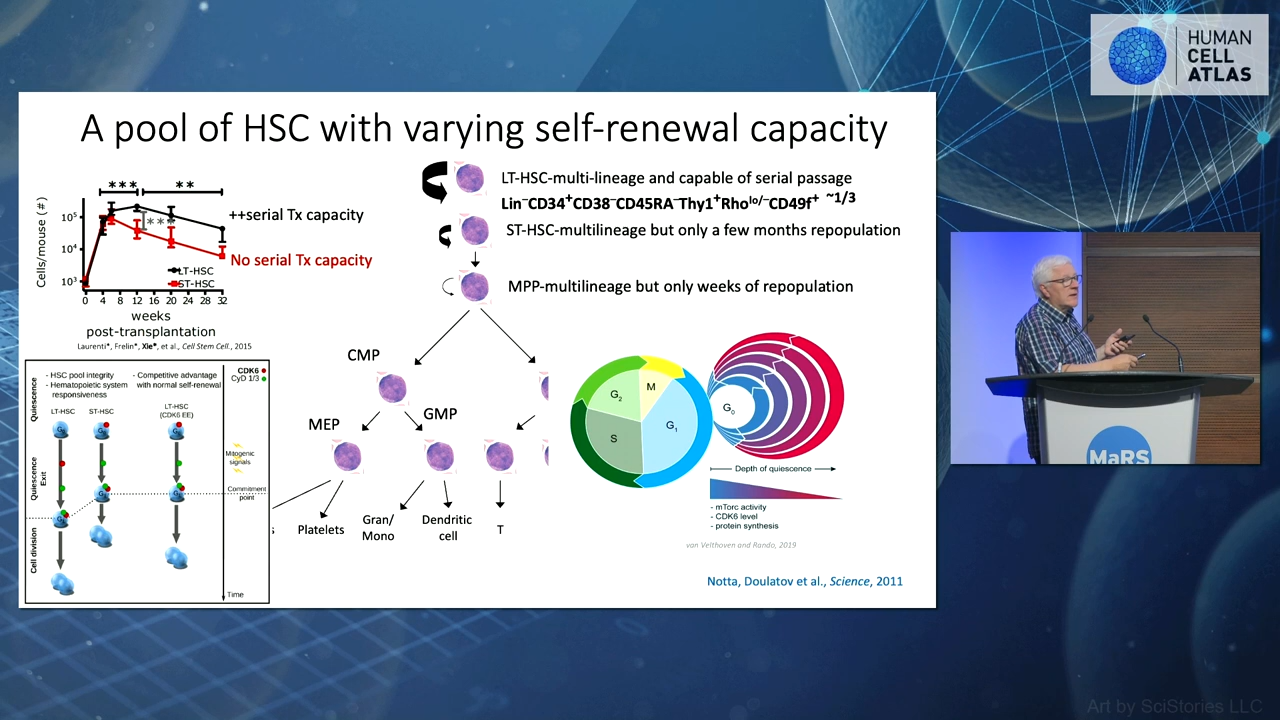 HUMAN
CELL
ATLAS
A pool of HSC with varying self-renewal capacity
*** **
Cells/mouse (#)
10⁵
10⁴
10³
***
LT-HSC
ST-HSC
0 4 8 12 16 20 24 28 32
weeks
post-transplantation
++serial Tx capacity
No serial Tx capacity
Laurenti*, Frelin*, Xie*, et al., Cell Stem Cell., 2015
LT-HSC-multi-lineage and capable of serial passage
Lin⁻CD34⁺CD38⁻CD45RA⁻Thy1⁺Rho^lo/⁻CD49f⁺ ~1/3
ST-HSC-multilineage but only a few months repopulation
MPP-multilineage but only weeks of repopulation
CMP
MEP
GMP
Platelets
Gran/
Mono
Dendritic
cell
T
- HSC pool integrity
- Hematopoietic system
responsiveness
- Competitive advantage
with normal self-renewal
CDK6
CyD 1/3
LT-HSC
ST-HSC
LT-HSC
(CDK6 EE)
Quiescence
Quiescence
Exit
Cell division
Mitogenic
signals
Commitment
point
Time
G₂
M
S
G₁
G₀
Depth of quiescence
- mTorc activity
- CDK6 level
- protein synthesis
van Velthoven and Rando, 2019
Notta, Doulatov et al., Science, 2011
MaRS
Art by SciStories LLC